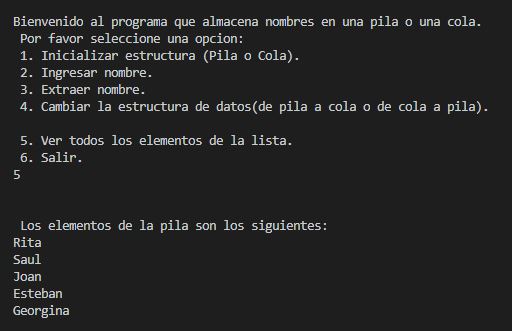 Bienvenido al programa que almacena nombres en una pila o una cola.
Por favor seleccione una opcion:
1. Inicializar estructura (Pila o Cola).
2. Ingresar nombre.
3. Extraer nombre.
4. Cambiar la estructura de datos(de pila a cola o de cola a pila).
5. Ver todos los elementos de la lista.
6. Salir.
5
Los elementos de la pila son los siguientes:
Rita
Saul
Joan
Esteban
Georgina